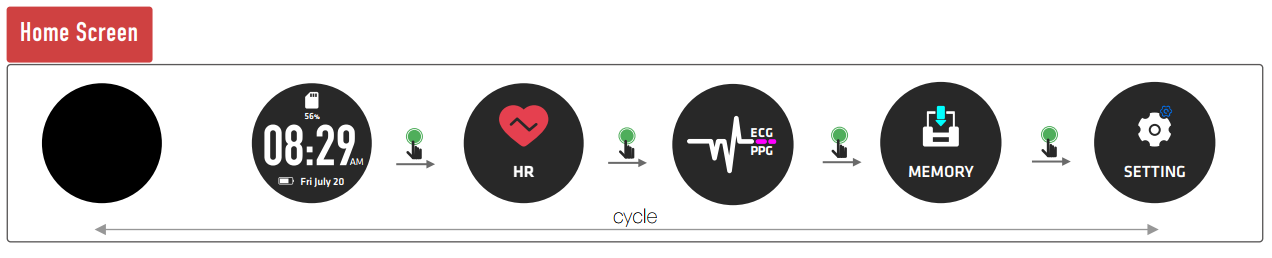 Home Screen
56%
08:29 AM
Fri July 20
HR
ECG
PPG
MEMORY
SETTING
cycle